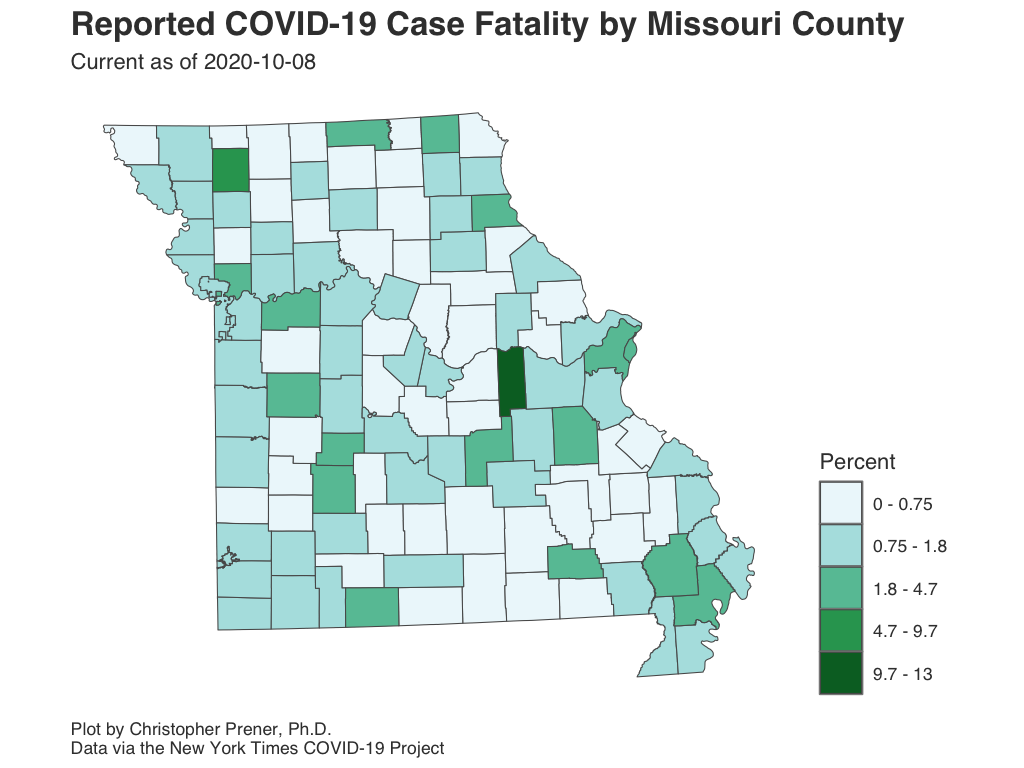 Reported COVID-19 Case Fatality by Missouri County
Current as of 2020-10-08
Percent
0 - 0.75
0.75 - 1.8
1.8 - 4.7
4.7 - 9.7
9.7 - 13
Plot by Christopher Prener, Ph.D.
Data via the New York Times COVID-19 Project